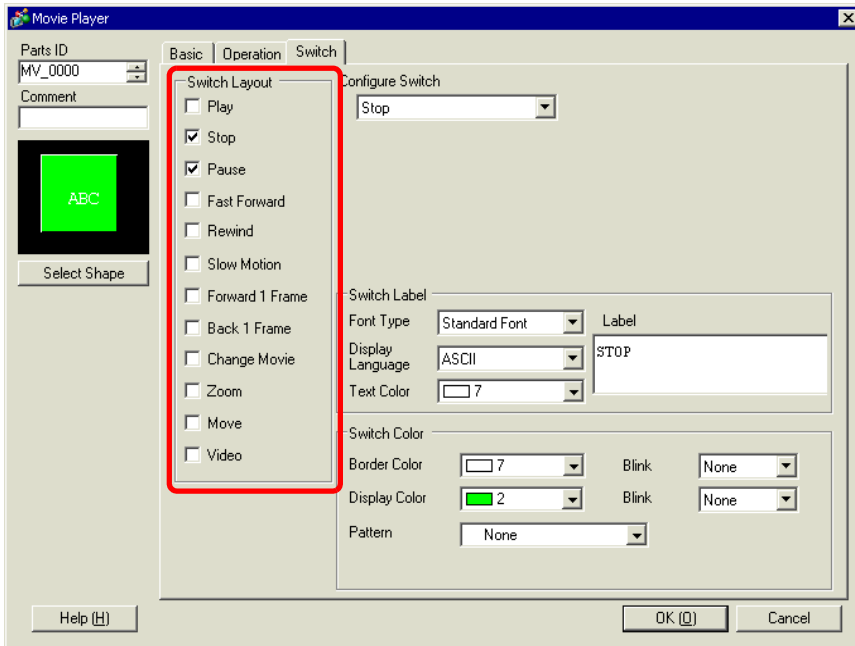 Movie Player
Parts ID
MV_0000
Comment
ABC
Select Shape
Basic
Operation
Switch
Switch Layout
Play
Stop
Pause
Fast Forward
Rewind
Slow Motion
Forward 1 Frame
Back 1 Frame
Change Movie
Zoom
Move
Video
Configure Switch
Stop
Switch Label
Font Type
Standard Font
Display
Language
ASCII
Text Color
7
Label
STOP
Switch Color
Border Color
7
Blink
None
Display Color
2
Blink
None
Pattern
None
Help (H)
OK (O)
Cancel